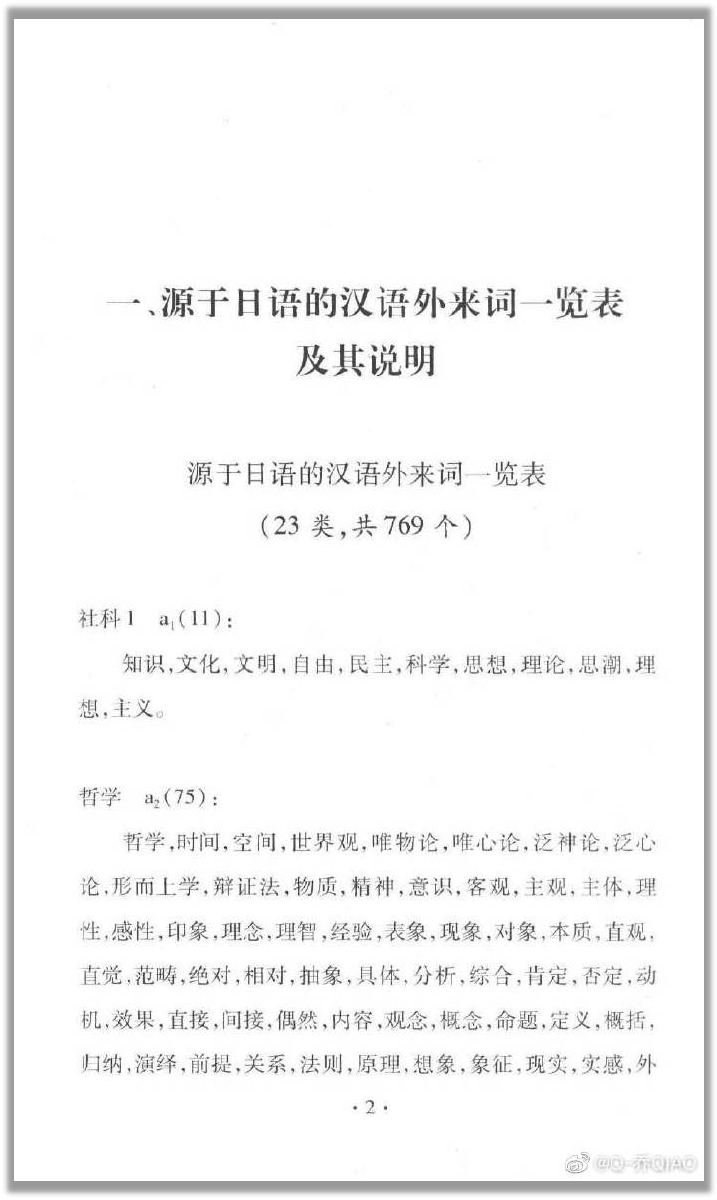 一、源于日语的汉语外来词一览表
及其说明
源于日语的汉语外来词一览表
(23 类,共769 个)
社科1 a₁(11):
知识,文化,文明,自由,民主,科学,思想,理论,思潮,理
想,主义。
哲学 a₂(75):
哲学,时间,空间,世界观,唯物论,唯心论,泛神论,泛心
论,形而上学,辩证法,物质,精神,意识,客观,主观,主体,理
性,感性,印象,理念,理智,经验,表象,现象,对象,本质,直观,
直觉,范畴,绝对,相对,抽象,具体,分析,综合,肯定,否定,动
机,效果,直接,间接,偶然,内容,观念,概念,命题,定义,概括,
归纳,演绎,前提,关系,法则,原理,想象,象征,现实,实感,外
·2·
@Q-乔QIAO